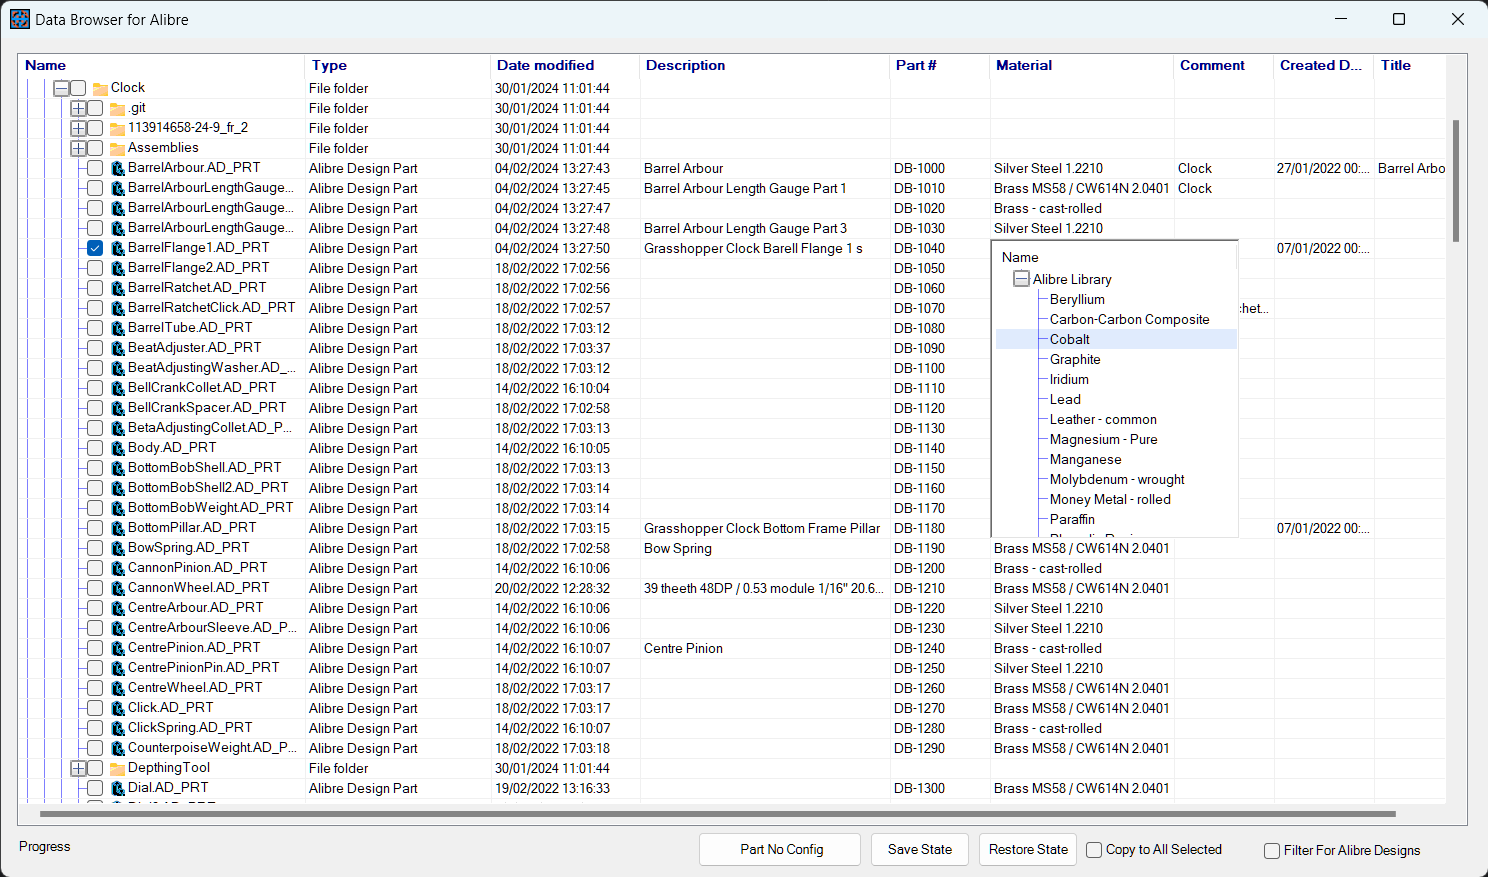 Data Browser for Alibre
Name Type Date modified Description Part # Material Comment Created D... Title
Clock File folder 30/01/2024 11:01:44
.git File folder 30/01/2024 11:01:44
113914658-24-9_fr_2 File folder 30/01/2024 11:01:44
Assemblies File folder 30/01/2024 11:01:44
BarrelArbour.AD_PRT Alibre Design Part 04/02/2024 13:27:43 Barrel Arbour DB-1000 Silver Steel 1.2210 Clock 27/01/2022 00:... Barrel Arbo
BarrelArbourLengthGauge... Alibre Design Part 04/02/2024 13:27:45 Barrel Arbour Length Gauge Part 1 DB-1010 Brass MS58 / CW614N 2.0401 Clock
BarrelArbourLengthGauge... Alibre Design Part 04/02/2024 13:27:47 DB-1020 Brass - cast-rolled
BarrelArbourLengthGauge... Alibre Design Part 04/02/2024 13:27:48 Barrel Arbour Length Gauge Part 3 DB-1030 Silver Steel 1.2210
BarrelFlange1.AD_PRT Alibre Design Part 04/02/2024 13:27:50 Grasshopper Clock Barell Flange 1 s DB-1040 07/01/2022 00:...
BarrelFlange2.AD_PRT Alibre Design Part 18/02/2022 17:02:56 DB-1050
BarrelRatchet.AD_PRT Alibre Design Part 18/02/2022 17:02:56 DB-1060
BarrelRatchetClick.AD_PRT Alibre Design Part 18/02/2022 17:02:57 DB-1070 chet...
BarrelTube.AD_PRT Alibre Design Part 18/02/2022 17:03:12 DB-1080
BeatAdjuster.AD_PRT Alibre Design Part 18/02/2022 17:03:37 DB-1090
BeatAdjustingWasher.AD_... Alibre Design Part 18/02/2022 17:03:12 DB-1100
BellCrankCollet.AD_PRT Alibre Design Part 14/02/2022 16:10:04 DB-1110
BellCrankSpacer.AD_PRT Alibre Design Part 18/02/2022 17:02:58 DB-1120
BetaAdjustingCollet.AD_P... Alibre Design Part 18/02/2022 17:03:13 DB-1130
Body.AD_PRT Alibre Design Part 14/02/2022 16:10:05 DB-1140
BottomBobShell.AD_PRT Alibre Design Part 18/02/2022 17:03:13 DB-1150
BottomBobShell2.AD_PRT Alibre Design Part 18/02/2022 17:03:14 DB-1160
BottomBobWeight.AD_PRT Alibre Design Part 18/02/2022 17:03:14 DB-1170
BottomPillar.AD_PRT Alibre Design Part 18/02/2022 17:03:15 Grasshopper Clock Bottom Frame Pillar DB-1180 07/01/2022 00:...
BowSpring.AD_PRT Alibre Design Part 18/02/2022 17:02:58 Bow Spring DB-1190 Brass MS58 / CW614N 2.0401
CannonPinion.AD_PRT Alibre Design Part 14/02/2022 16:10:06 DB-1200 Brass - cast-rolled
CannonWheel.AD_PRT Alibre Design Part 20/02/2022 12:28:32 39 theeth 48DP / 0.53 module 1/16" 20.6... DB-1210 Brass MS58 / CW614N 2.0401
CentreArbour.AD_PRT Alibre Design Part 14/02/2022 16:10:06 DB-1220 Silver Steel 1.2210
CentreArbourSleeve.AD_P... Alibre Design Part 14/02/2022 16:10:06 DB-1230 Silver Steel 1.2210
CentrePinion.AD_PRT Alibre Design Part 14/02/2022 16:10:07 Centre Pinion DB-1240 Brass - cast-rolled
CentrePinionPin.AD_PRT Alibre Design Part 14/02/2022 16:10:07 DB-1250 Silver Steel 1.2210
CentreWheel.AD_PRT Alibre Design Part 18/02/2022 17:03:17 DB-1260 Brass MS58 / CW614N 2.0401
Click.AD_PRT Alibre Design Part 18/02/2022 17:03:17 DB-1270 Brass MS58 / CW614N 2.0401
ClickSpring.AD_PRT Alibre Design Part 14/02/2022 16:10:07 DB-1280 Brass - cast-rolled
CounterpoiseWeight.AD_P... Alibre Design Part 18/02/2022 17:03:18 DB-1290 Brass MS58 / CW614N 2.0401
DepthingTool File folder 30/01/2024 11:01:44
Dial.AD_PRT Alibre Design Part 19/02/2022 13:16:33 DB-1300 Brass MS58 / CW614N 2.0401
Name
Alibre Library
Beryllium
Carbon-Carbon Composite
Cobalt
Graphite
Iridium
Lead
Leather - common
Magnesium - Pure
Manganese
Molybdenum - wrought
Money Metal - rolled
Paraffin
Progress Part No Config Save State Restore State Copy to All Selected Filter For Alibre Designs